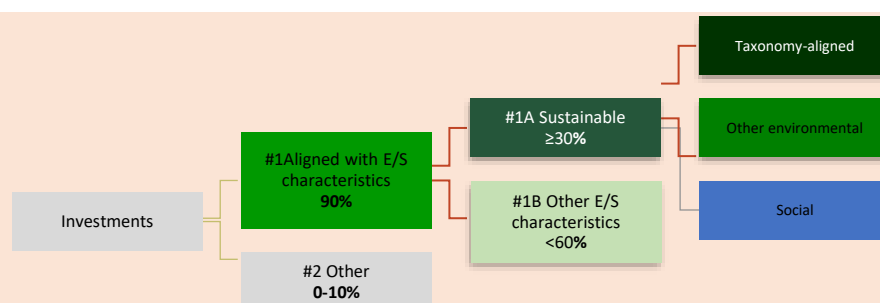 Taxonomy-aligned
#1A Sustainable
≥30%
Other environmental
#1Aligned with E/S
characteristics
90%
#1B Other E/S
characteristics
<60%
Investments
Social
#2 Other
0-10%